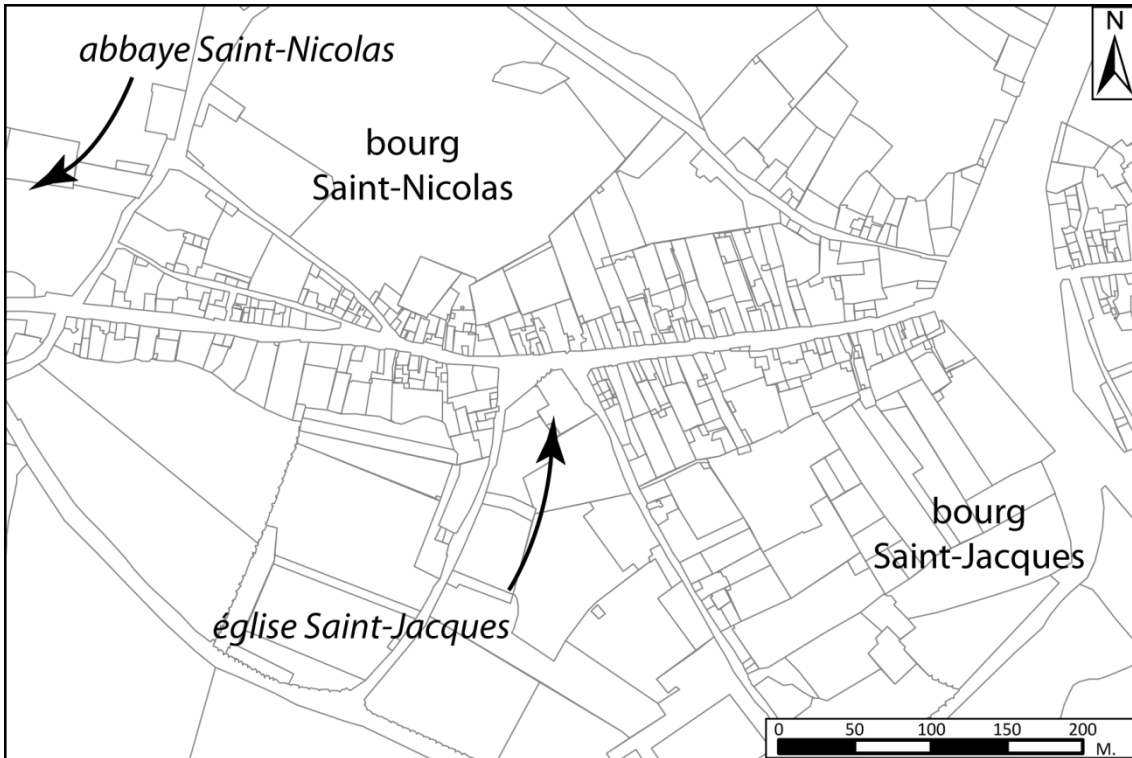 abbaye Saint-Nicolas
N
bourg
Saint-Nicolas
bourg
Saint-Jacques
église Saint-Jacques
0 50 100 150 200
M.